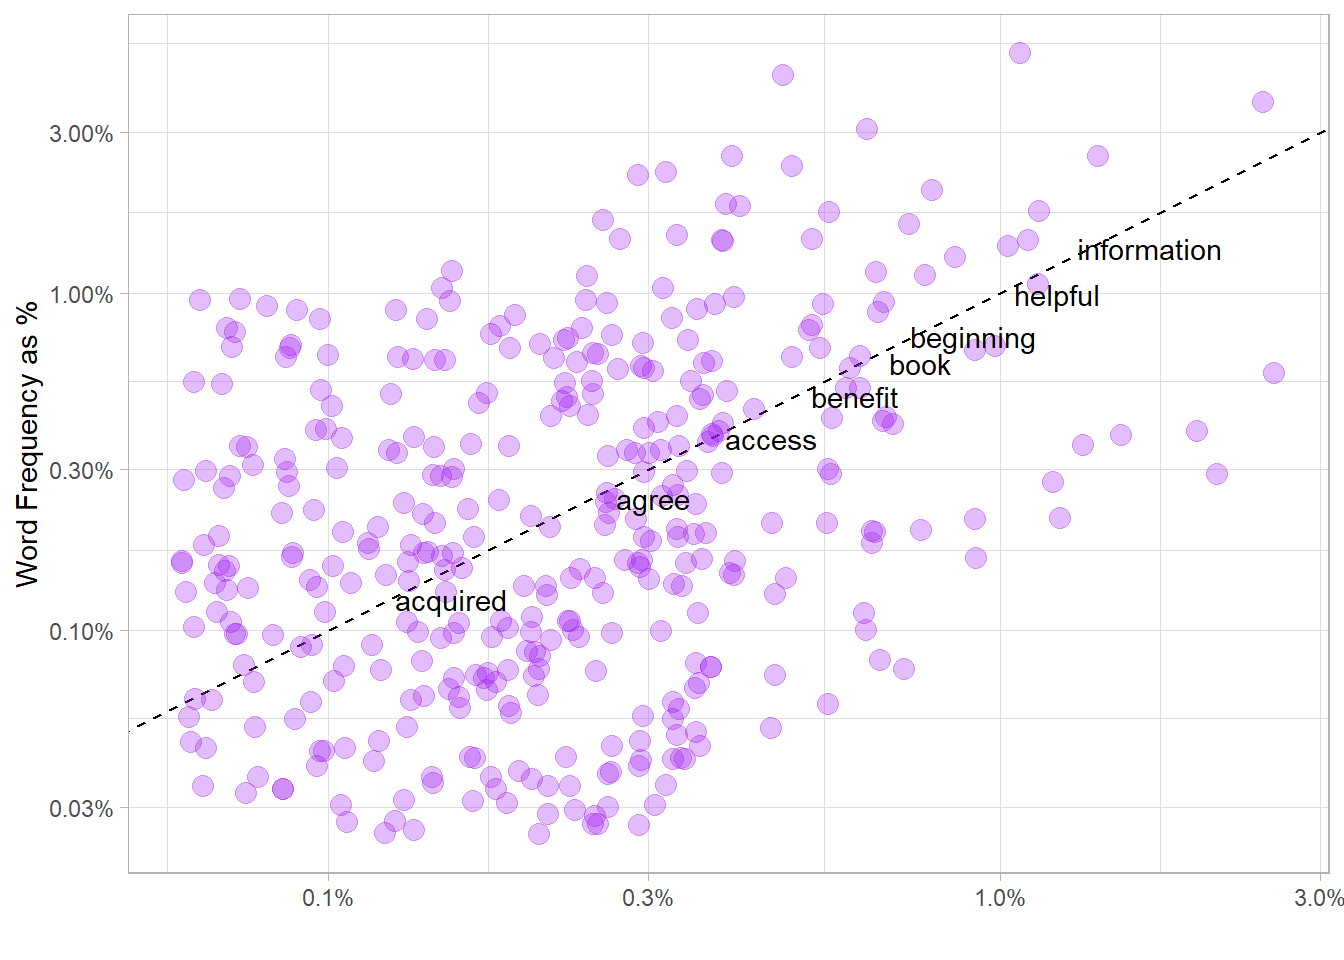 Word Frequency as %
3.00%
1.00%
0.30%
0.10%
0.03%
information
helpful
beginning
book
benefit
access
agree
acquired
0.1%
0.3%
1.0%
3.0%